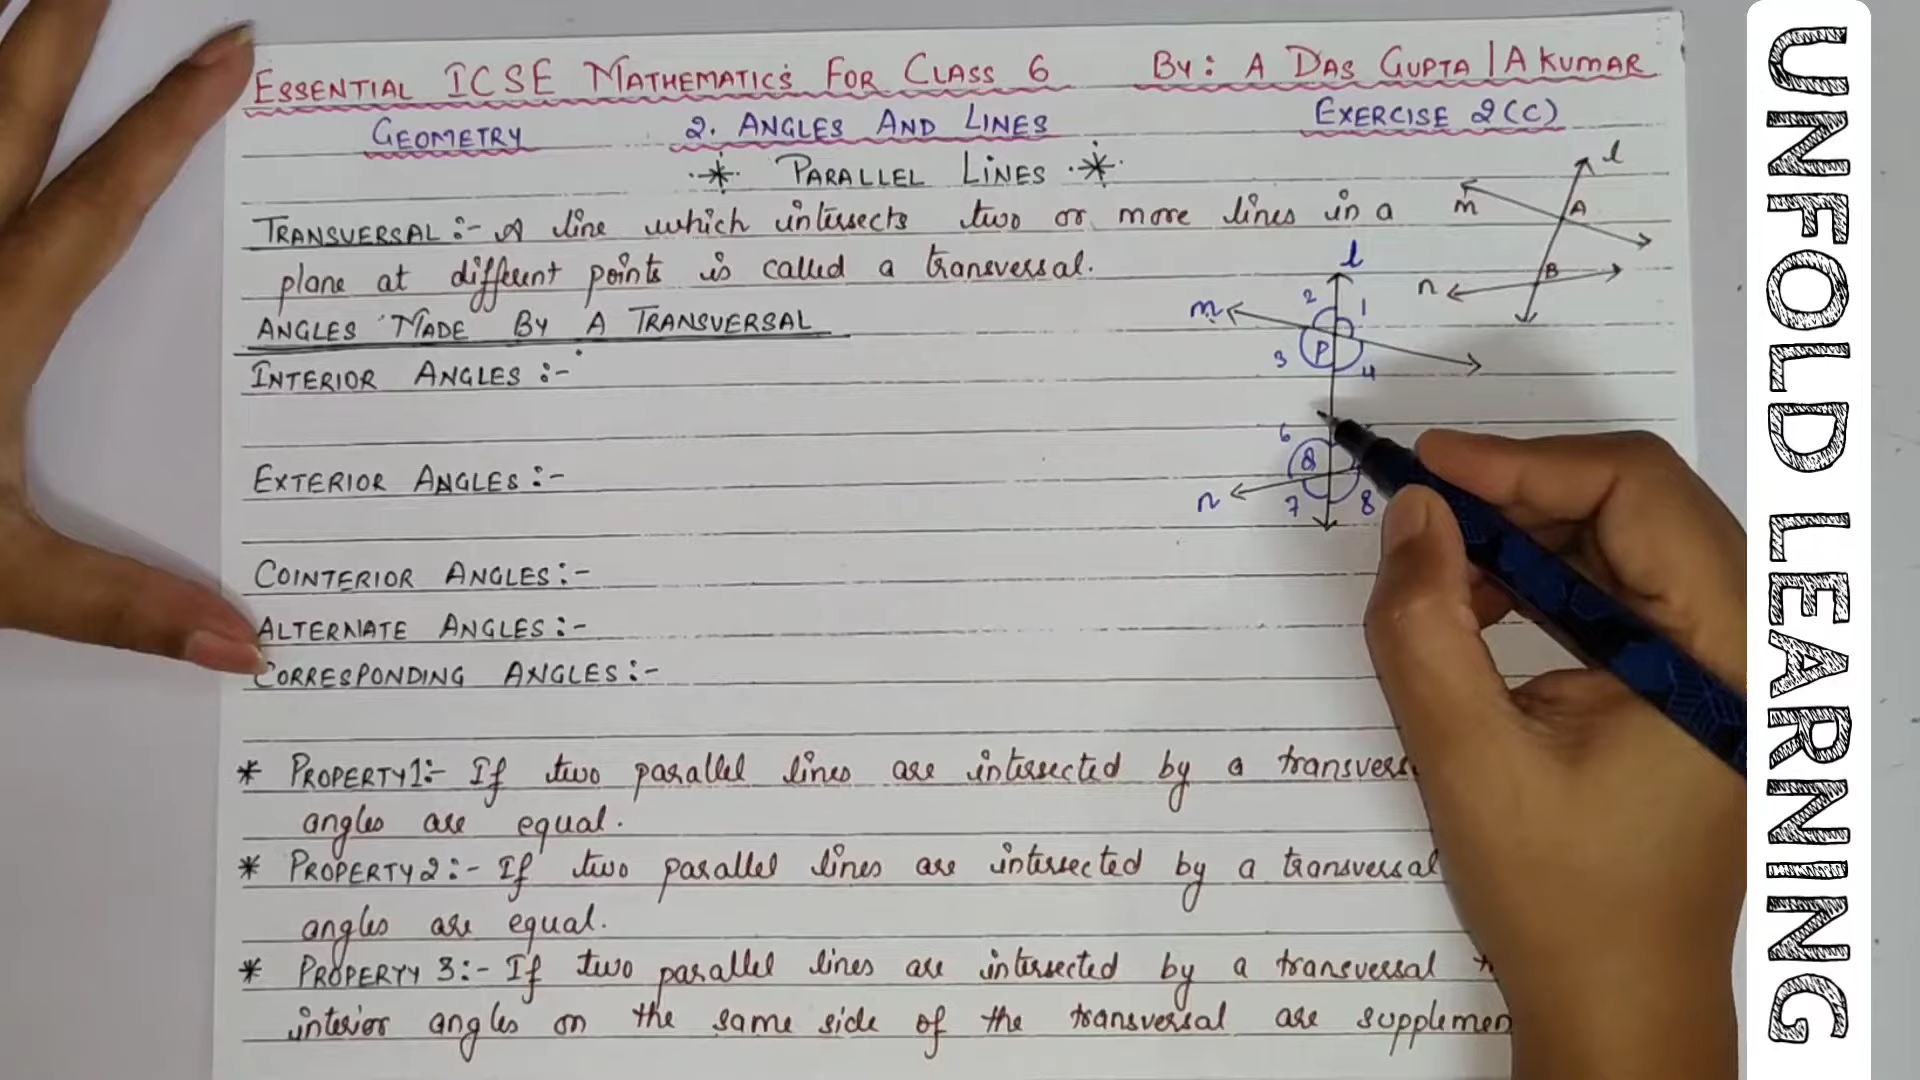 ESSENTIAL ICSE MATHEMATICS FOR CLASS 6 BY: A DAS GUPTA | A KUMAR
GEOMETRY 2. ANGLES AND LINES EXERCISE 2(C)
PARALLEL LINES
TRANSVERSAL :- A line which intersects two or more lines in a
plane at different points is called a transversal.
ANGLES MADE BY A TRANSVERSAL
INTERIOR ANGLES :-
EXTERIOR ANGLES :-
COINTERIOR ANGLES :-
ALTERNATE ANGLES :-
CORRESPONDING ANGLES :-
* PROPERTY 1:- If two parallel lines are intersected by a
angles are equal.
* PROPERTY 2:- If two parallel lines are intersected by a transversal
angles are equal.
* PROPERTY 3:- If two parallel lines are intersected by a transversal
interior angles on the same side of the transversal are
l
m A
n B
l
2 1
m
3 P 4
6
Q
n 7 8
UNFOLD LEARNING